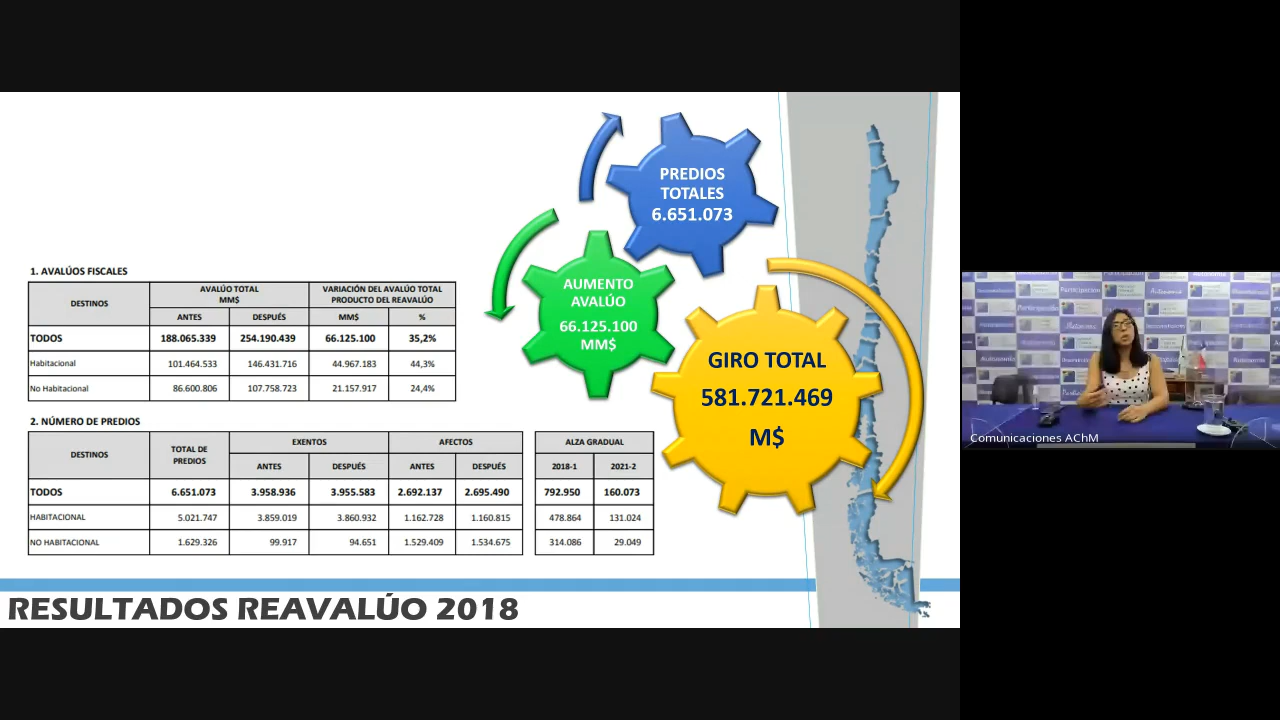 PREDIOS
TOTALES
6.651.073
AUMENTO
AVALÚO
66.125.100
MM$
GIRO TOTAL
581.721.469
M$
1. AVALÚOS FISCALES
DESTINOS AVALÚO TOTAL MM$ VARIACIÓN DEL AVALÚO TOTAL PRODUCTO DEL REAVALÚO
ANTES DESPUÉS MM$ %
TODOS 188.065.339 254.190.439 66.125.100 35,2%
Habitacional 101.464.533 146.431.716 44.967.183 44,3%
No Habitacional 86.600.806 107.758.723 21.157.917 24,4%
2. NÚMERO DE PREDIOS
DESTINOS TOTAL DE PREDIOS EXENTOS AFECTOS ALZA GRADUAL
ANTES DESPUÉS ANTES DESPUÉS 2018-1 2021-2
TODOS 6.651.073 3.958.936 3.955.583 2.692.137 2.695.490 792.950 160.073
HABITACIONAL 5.021.747 3.859.019 3.860.932 1.162.728 1.160.815 478.864 131.024
NO HABITACIONAL 1.629.326 99.917 94.651 1.529.409 1.534.675 314.086 29.049
RESULTADOS REAVALÚO 2018
Participación
Autonomía
Comunicaciones AChM